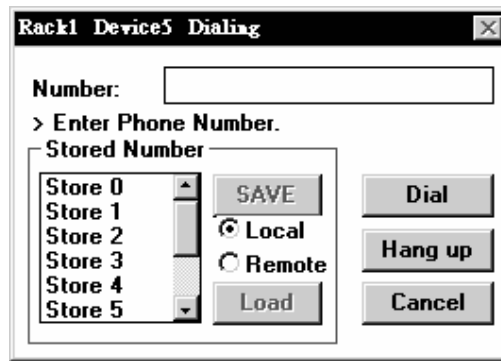 Rack1 Device5 Dialing
Number:
> Enter Phone Number.
Stored Number
Store 0
Store 1
Store 2
Store 3
Store 4
Store 5
SAVE
Local
Remote
Load
Dial
Hang up
Cancel